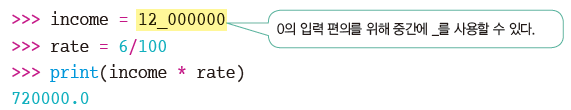 >>> income = 12_000000
0의 입력 편의를 위해 중간에 _를 사용할 수 있다.
>>> rate = 6/100
>>> print(income * rate)
720000.0